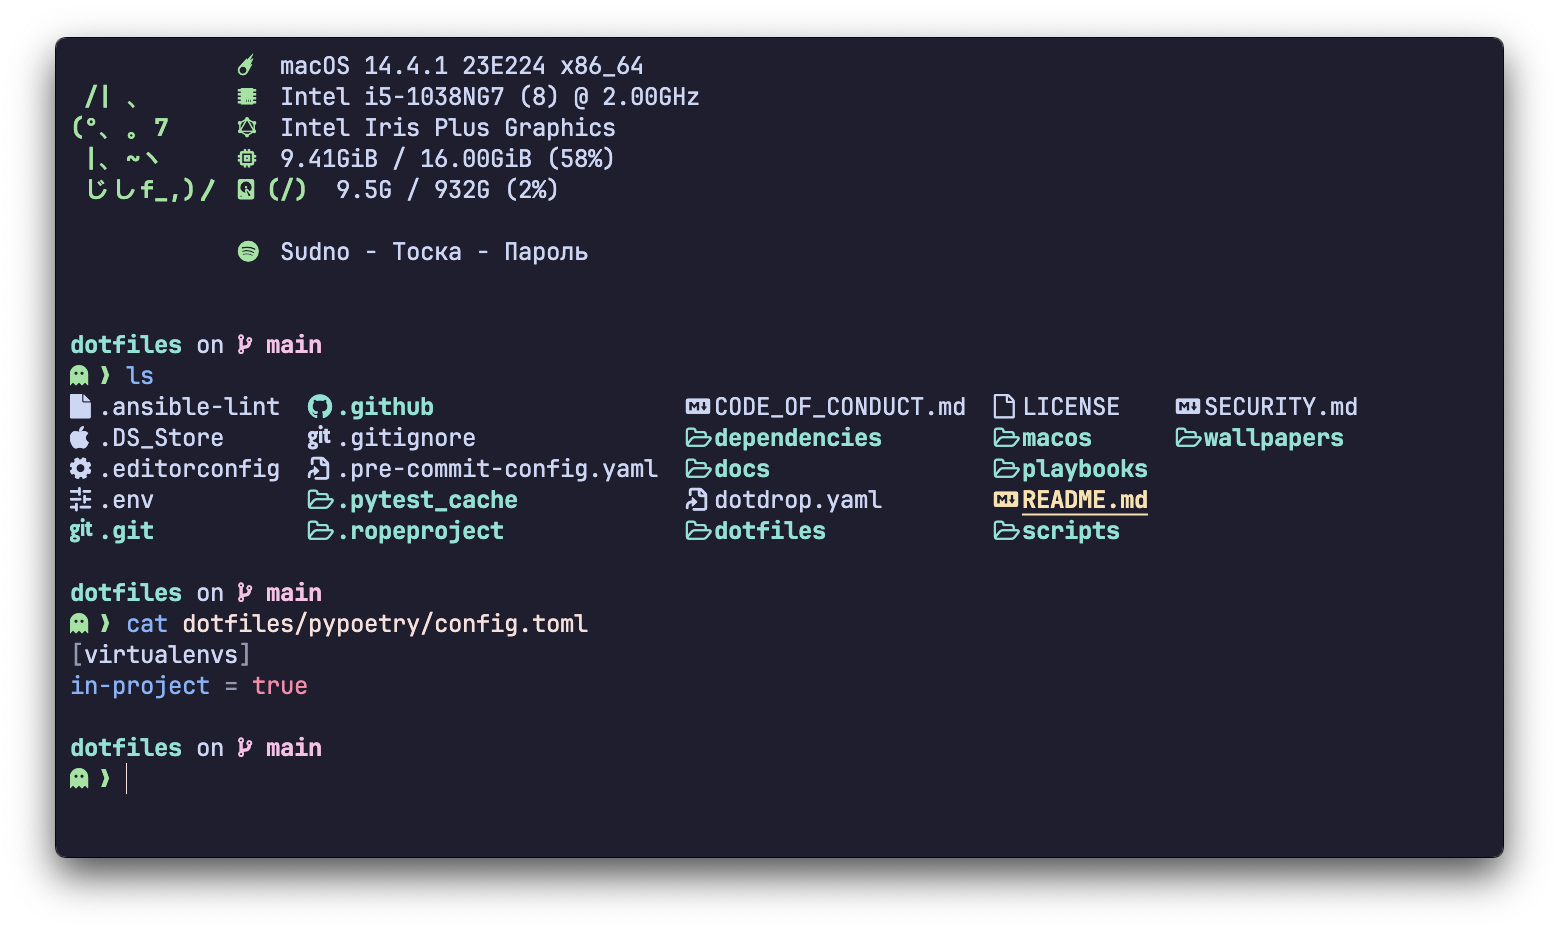 macOS 14.4.1 23E224 x86_64
/| 、 Intel i5-1038NG7 (8) @ 2.00GHz
(°、 。 7 Intel Iris Plus Graphics
|、 ~ヽ 9.41GiB / 16.00GiB (58%)
じしf_,)/ (/) 9.5G / 932G (2%)
Sudno - Тоска - Пароль
dotfiles on main
❯ ls
.ansible-lint .github CODE_OF_CONDUCT.md LICENSE SECURITY.md
.DS_Store git .gitignore dependencies macos wallpapers
.editorconfig .pre-commit-config.yaml docs playbooks
.env .pytest_cache dotdrop.yaml README.md
git .git .ropeproject dotfiles scripts
dotfiles on main
❯ cat dotfiles/pypoetry/config.toml
[virtualenvs]
in-project = true
dotfiles on main
❯